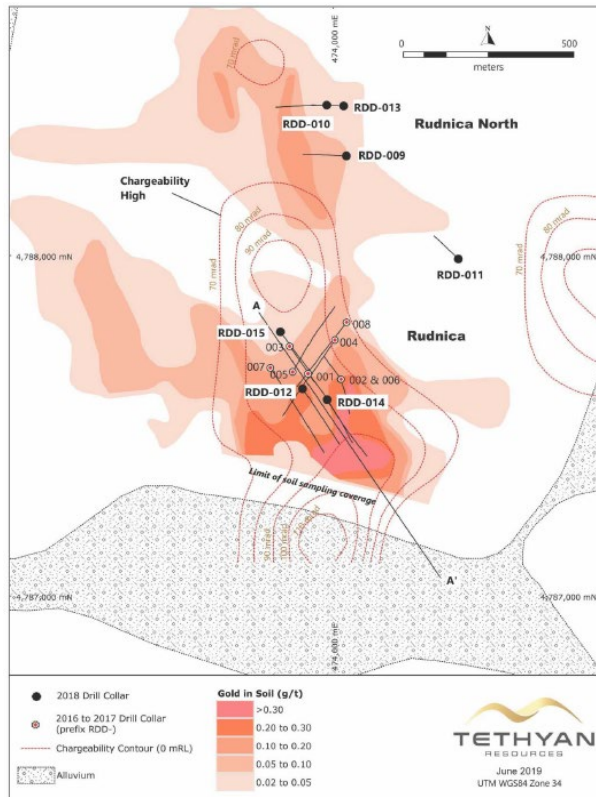 474,000 mE
N
0
500
meters
70 mrad
RDD-013
RDD-010
Rudnica North
RDD-009
Chargeability
High
80 mrad
90 mrad
70 mrad
80 mrad
70 mrad
4,788,000 mN
4,788,000 mN
RDD-011
A
RDD-015
008
Rudnica
003
004
007
005
001
002 & 006
RDD-012
RDD-014
Limit of soil sampling coverage
90 mrad
100 mrad
A'
4,787,000 mN
4,787,000 mN
474,000 mE
2018 Drill Collar
2016 to 2017 Drill Collar
(prefix RDD-)
Chargeability Contour (0 mRL)
Alluvium
Gold in Soil (g/t)
>0.30
0.20 to 0.30
0.10 to 0.20
0.05 to 0.10
0.02 to 0.05
TETHYAN
RESOURCES
June 2019
UTM WGS84 Zone 34